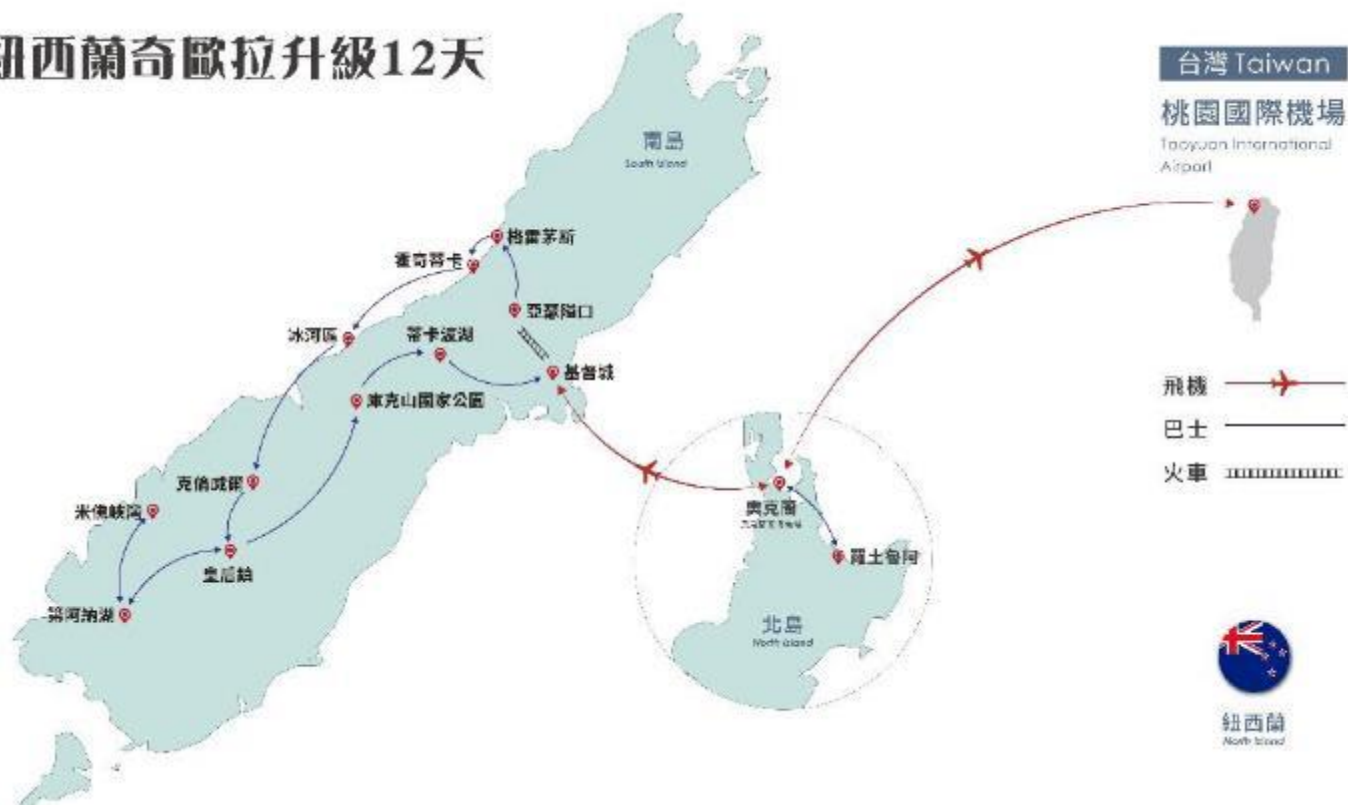 紐西蘭奇歐拉升級12天
台灣 Taiwan
桃園國際機場
Taoyuan International
Airport
南島
South Island
格雷茅斯
霍奇蒂卡
亞瑟隘口
冰河區
蒂卡波湖
基督城
庫克山國家公園
飛機
巴士
火車
克倫威爾
米佛峽灣
皇后鎮
第阿納湖
奧克蘭
羅土魯阿
北島
North Island
紐西蘭
North Island